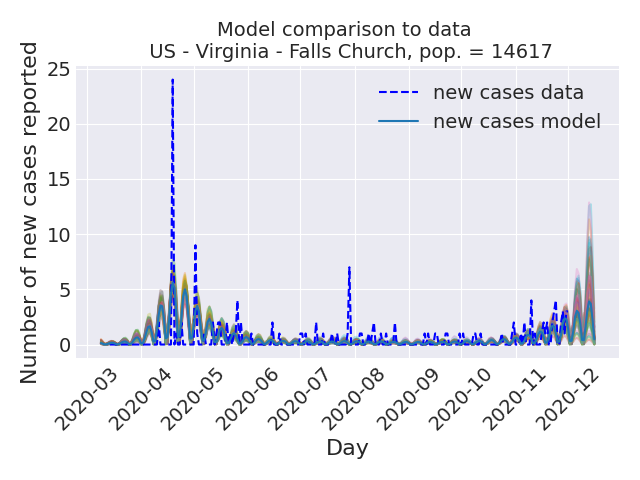 Model comparison to data
US - Virginia - Falls Church, pop. = 14617
Number of new cases reported
25
20
15
10
5
0
new cases data
new cases model
2020-03
2020-04
2020-05
2020-06
2020-07
2020-08
2020-09
2020-10
2020-11
2020-12
Day